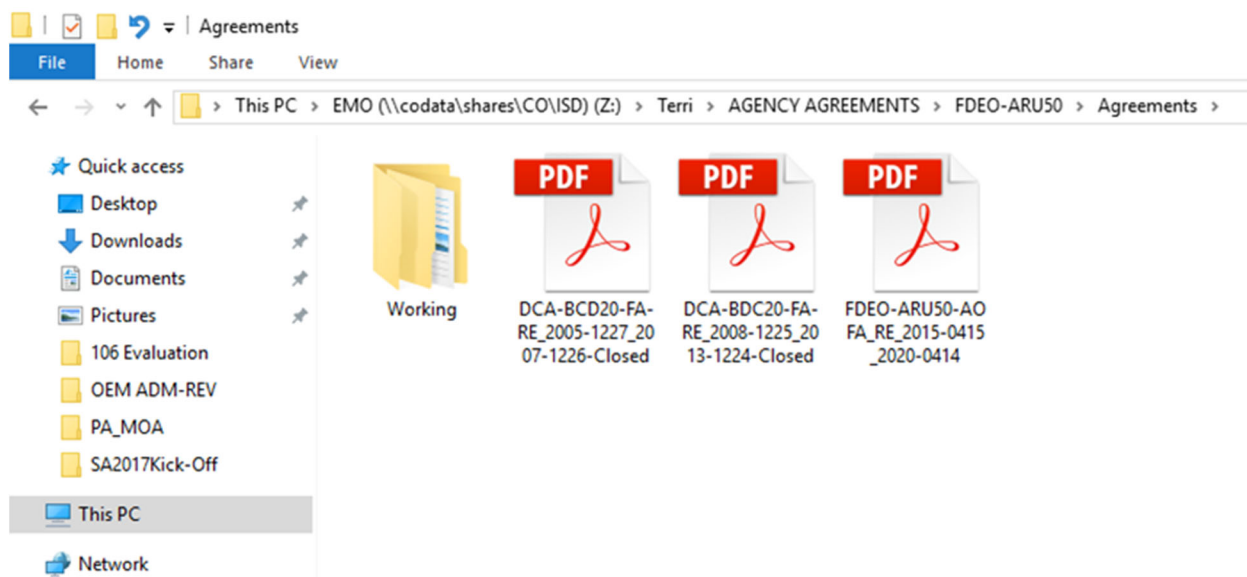 Agreements
File Home Share View
This PC > EMO (\\codata\shares\CO\ISD) (Z:) > Terri > AGENCY AGREEMENTS > FDEO-ARU50 > Agreements >
Quick access
Desktop
Downloads
Documents
Pictures
106 Evaluation
OEM ADM-REV
PA_MOA
SA2017Kick-Off
This PC
Network
Working
PDF
DCA-BCD20-FA-
RE_2005-1227_20
07-1226-Closed
PDF
DCA-BDC20-FA-
RE_2008-1225_20
13-1224-Closed
PDF
FDEO-ARU50-AO
FA_RE_2015-0415
_2020-0414